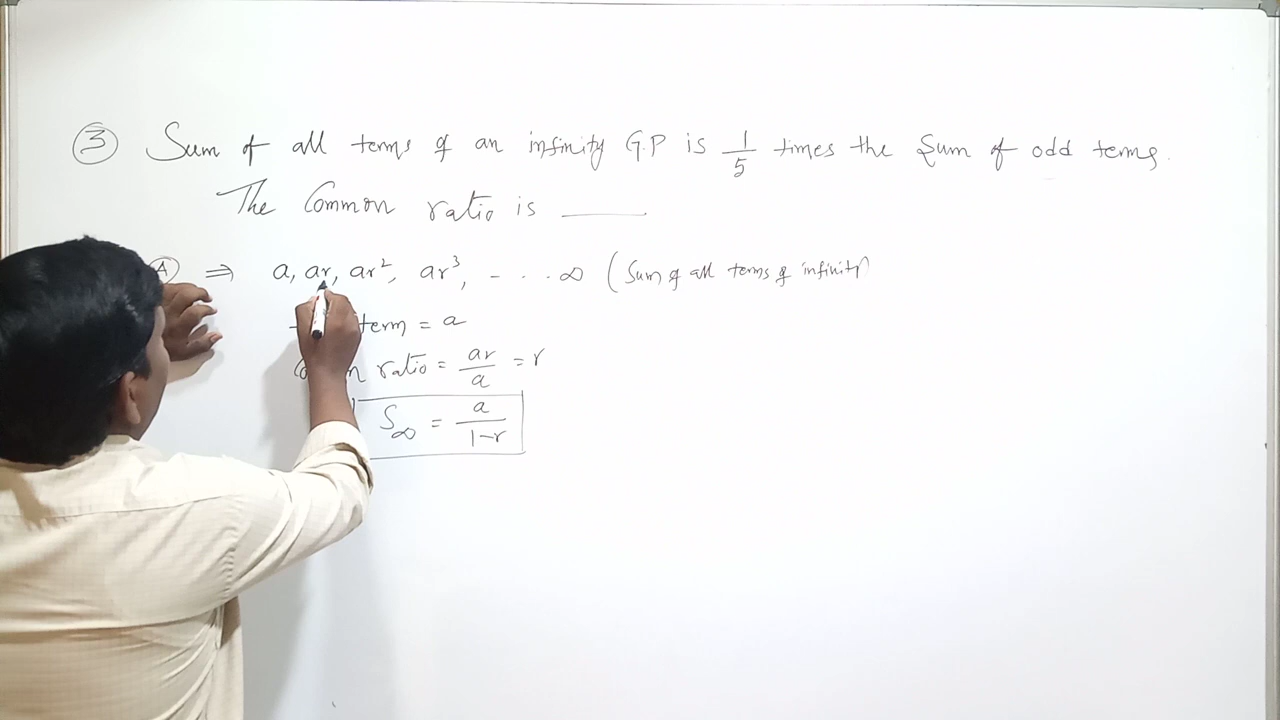 ③ Sum of all terms of an infinity G.P is 1/5 times the Sum of odd terms.
The Common ratio is ______
Ⓐ ⇒ a, ar, ar², ar³, - . . . ∞ (Sum of all terms of infinity)
term = a
ratio = ar/a = r
S∞ = a/(1-r)